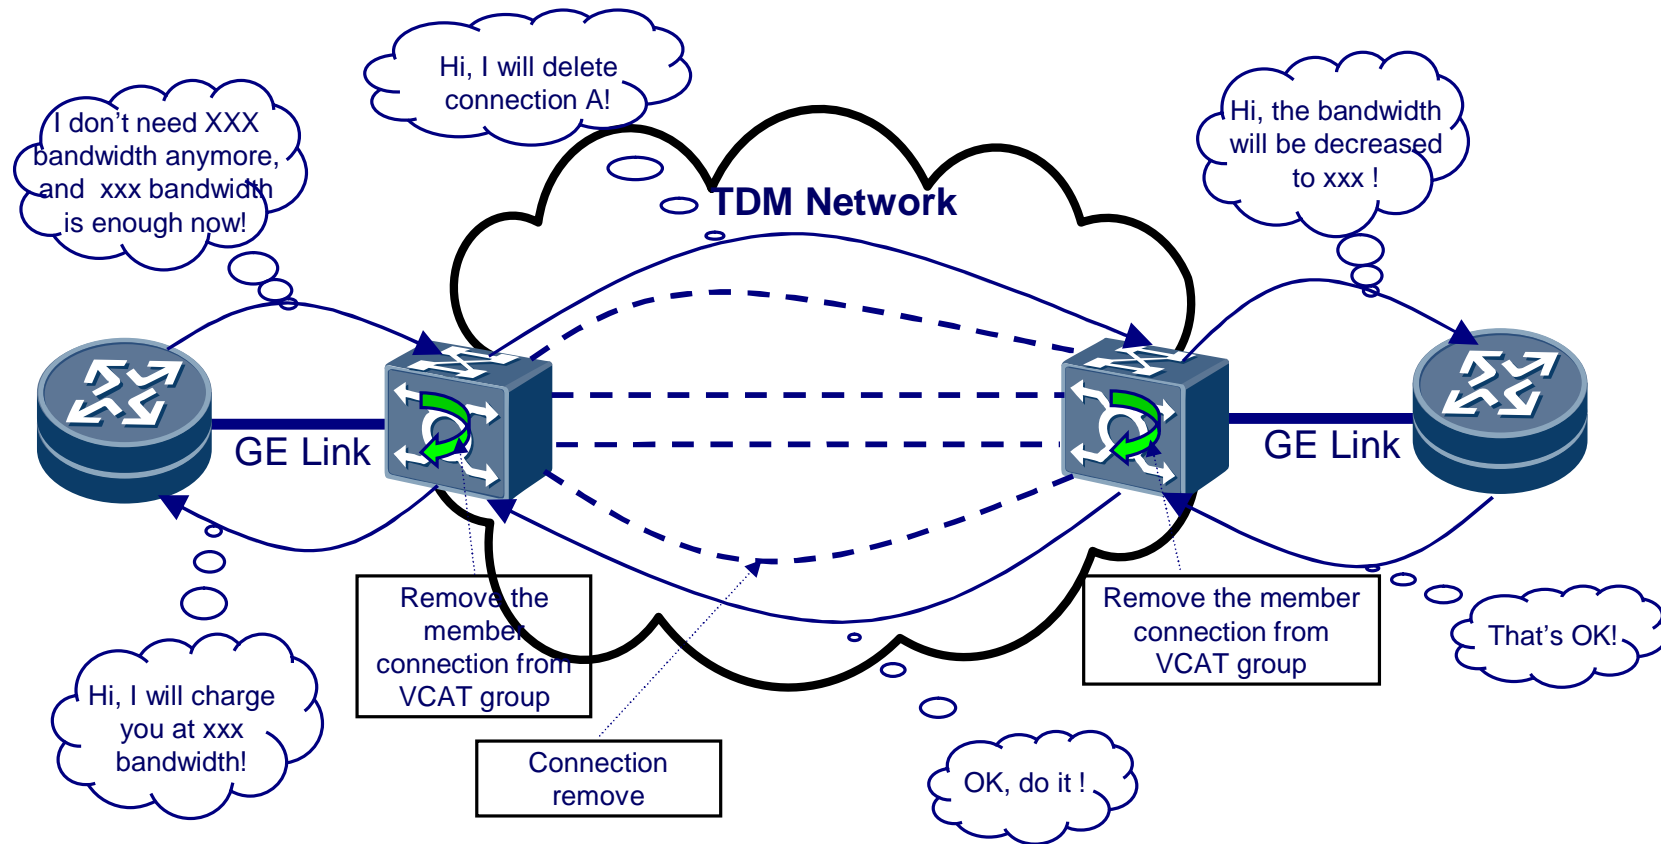 Hi, I will delete
connection A!
I don't need XXX
bandwidth anymore,
and xxx bandwidth
is enough now!
Hi, the bandwidth
will be decreased
to xxx !
TDM Network
GE Link
GE Link
Remove the
member
connection from
VCAT group
Remove the member
connection from
VCAT group
That's OK!
Hi, I will charge
you at xxx
bandwidth!
Connection
remove
OK, do it !